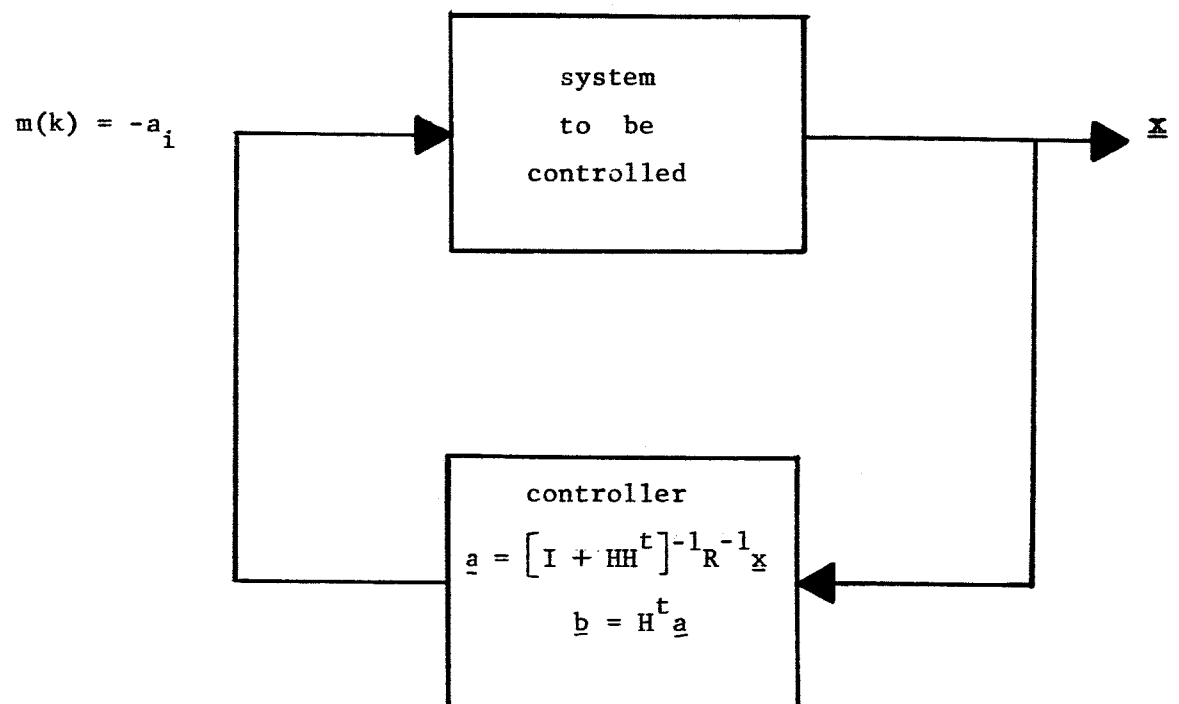 system
m(k) = -a_i
to be
x̲
controlled
controller
a̲ = [I + HH^t]^-1 R^-1 x̲
b̲ = H^t a̲